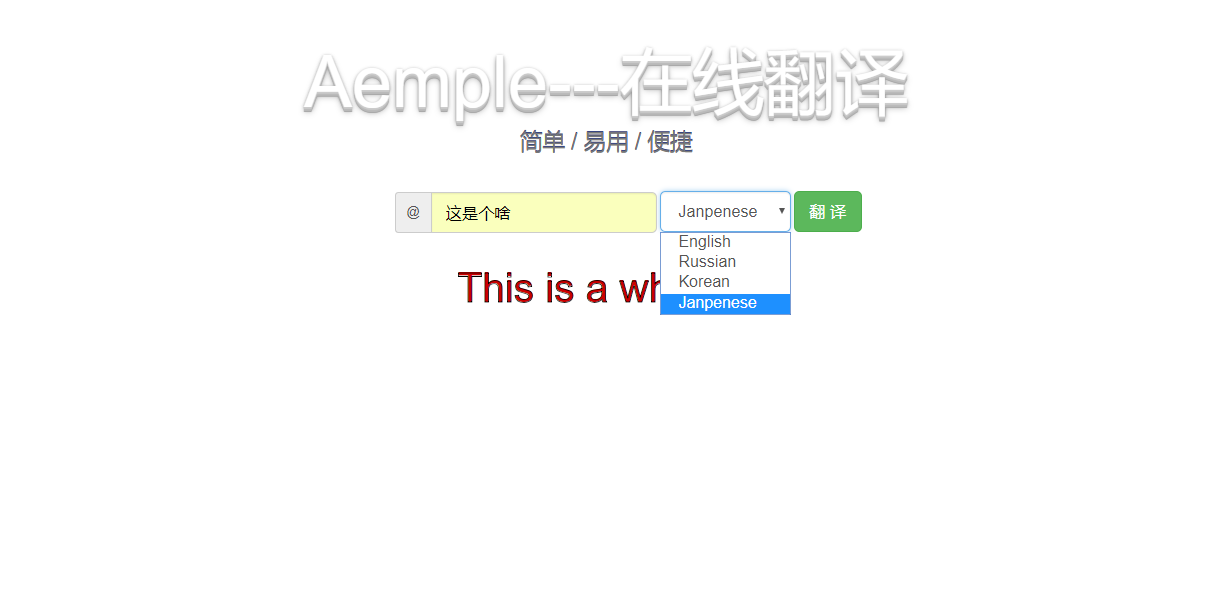 Aemple---在线翻译
简单 / 易用 / 便捷
@ 这是个啥 Janpenese 翻 译
English
Russian
Korean
Janpenese
This is a